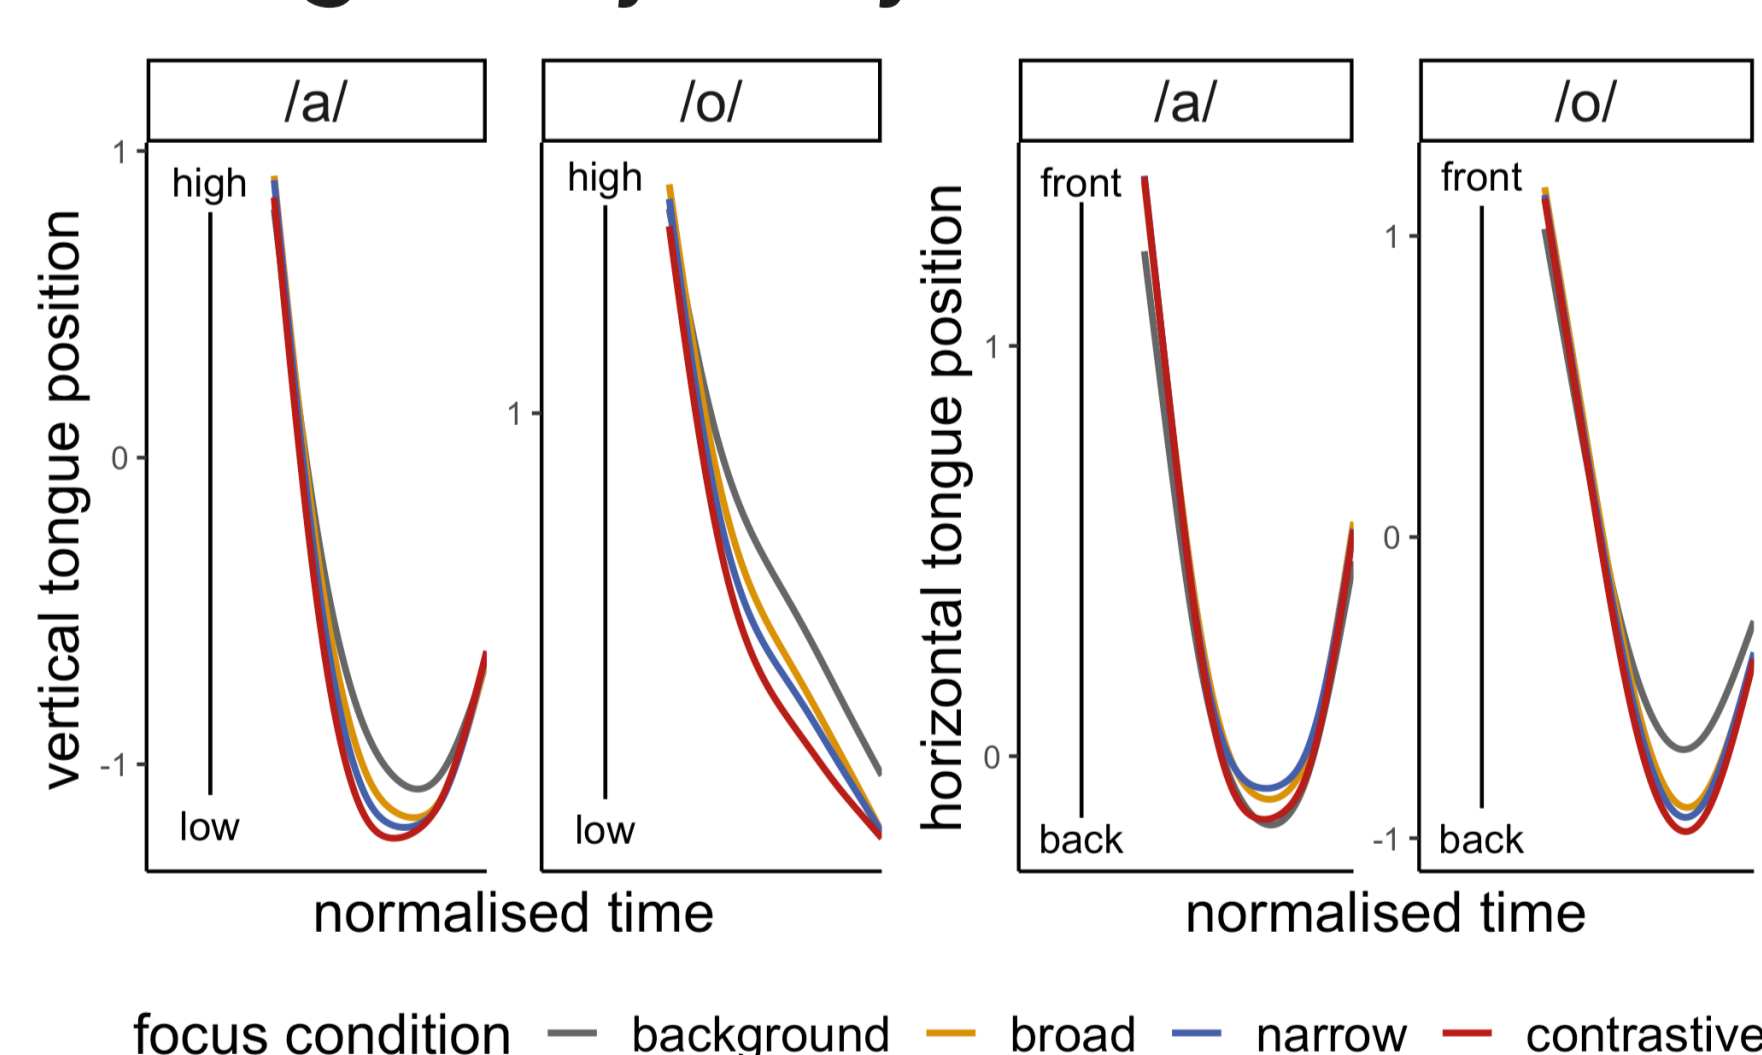 /a/ /o/ /a/ /o/
1
high high front front
1
1
vertical tongue position
horizontal tongue position
1
0
0
0
-1
-1
low low back back
normalised time normalised time
focus condition background broad narrow contrastive